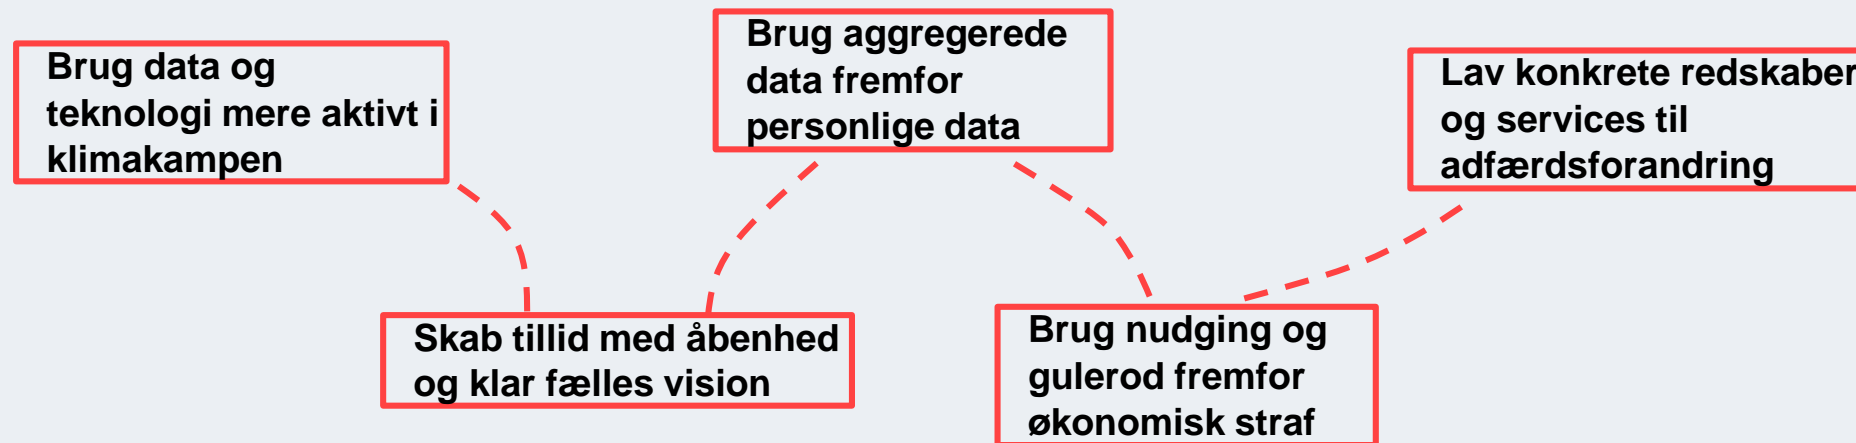 Brug data og
teknologi mere aktivt i
klimakampen
Skab tillid med åbenhed
og klar fælles vision
Brug aggregerede
data fremfor
personlige data
Brug nudging og
gulerod fremfor
økonomisk straf
Lav konkrete redskaber
og services til
adfærdsforandring